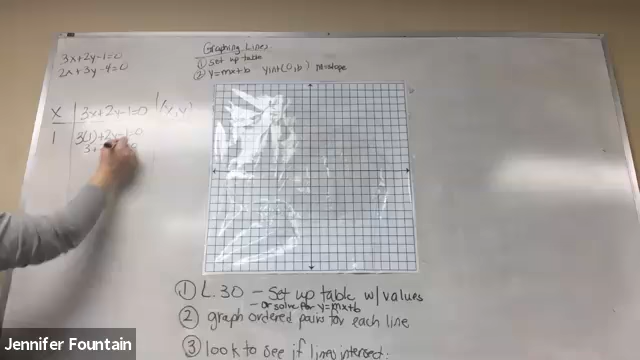 3x+2y-1=0
2x+3y-4=0
Graphing Lines
① Set up table
② y=mx+b yint(0,b) m=slope
x 3x+2y-1=0 (x,y)
1 3(1)+2y-1=0
3+
① L.30 - Set up table w/values
- or solve for y=mx+b
② graph ordered pairs for each line
③ look to see if lines intersect.
Jennifer Fountain